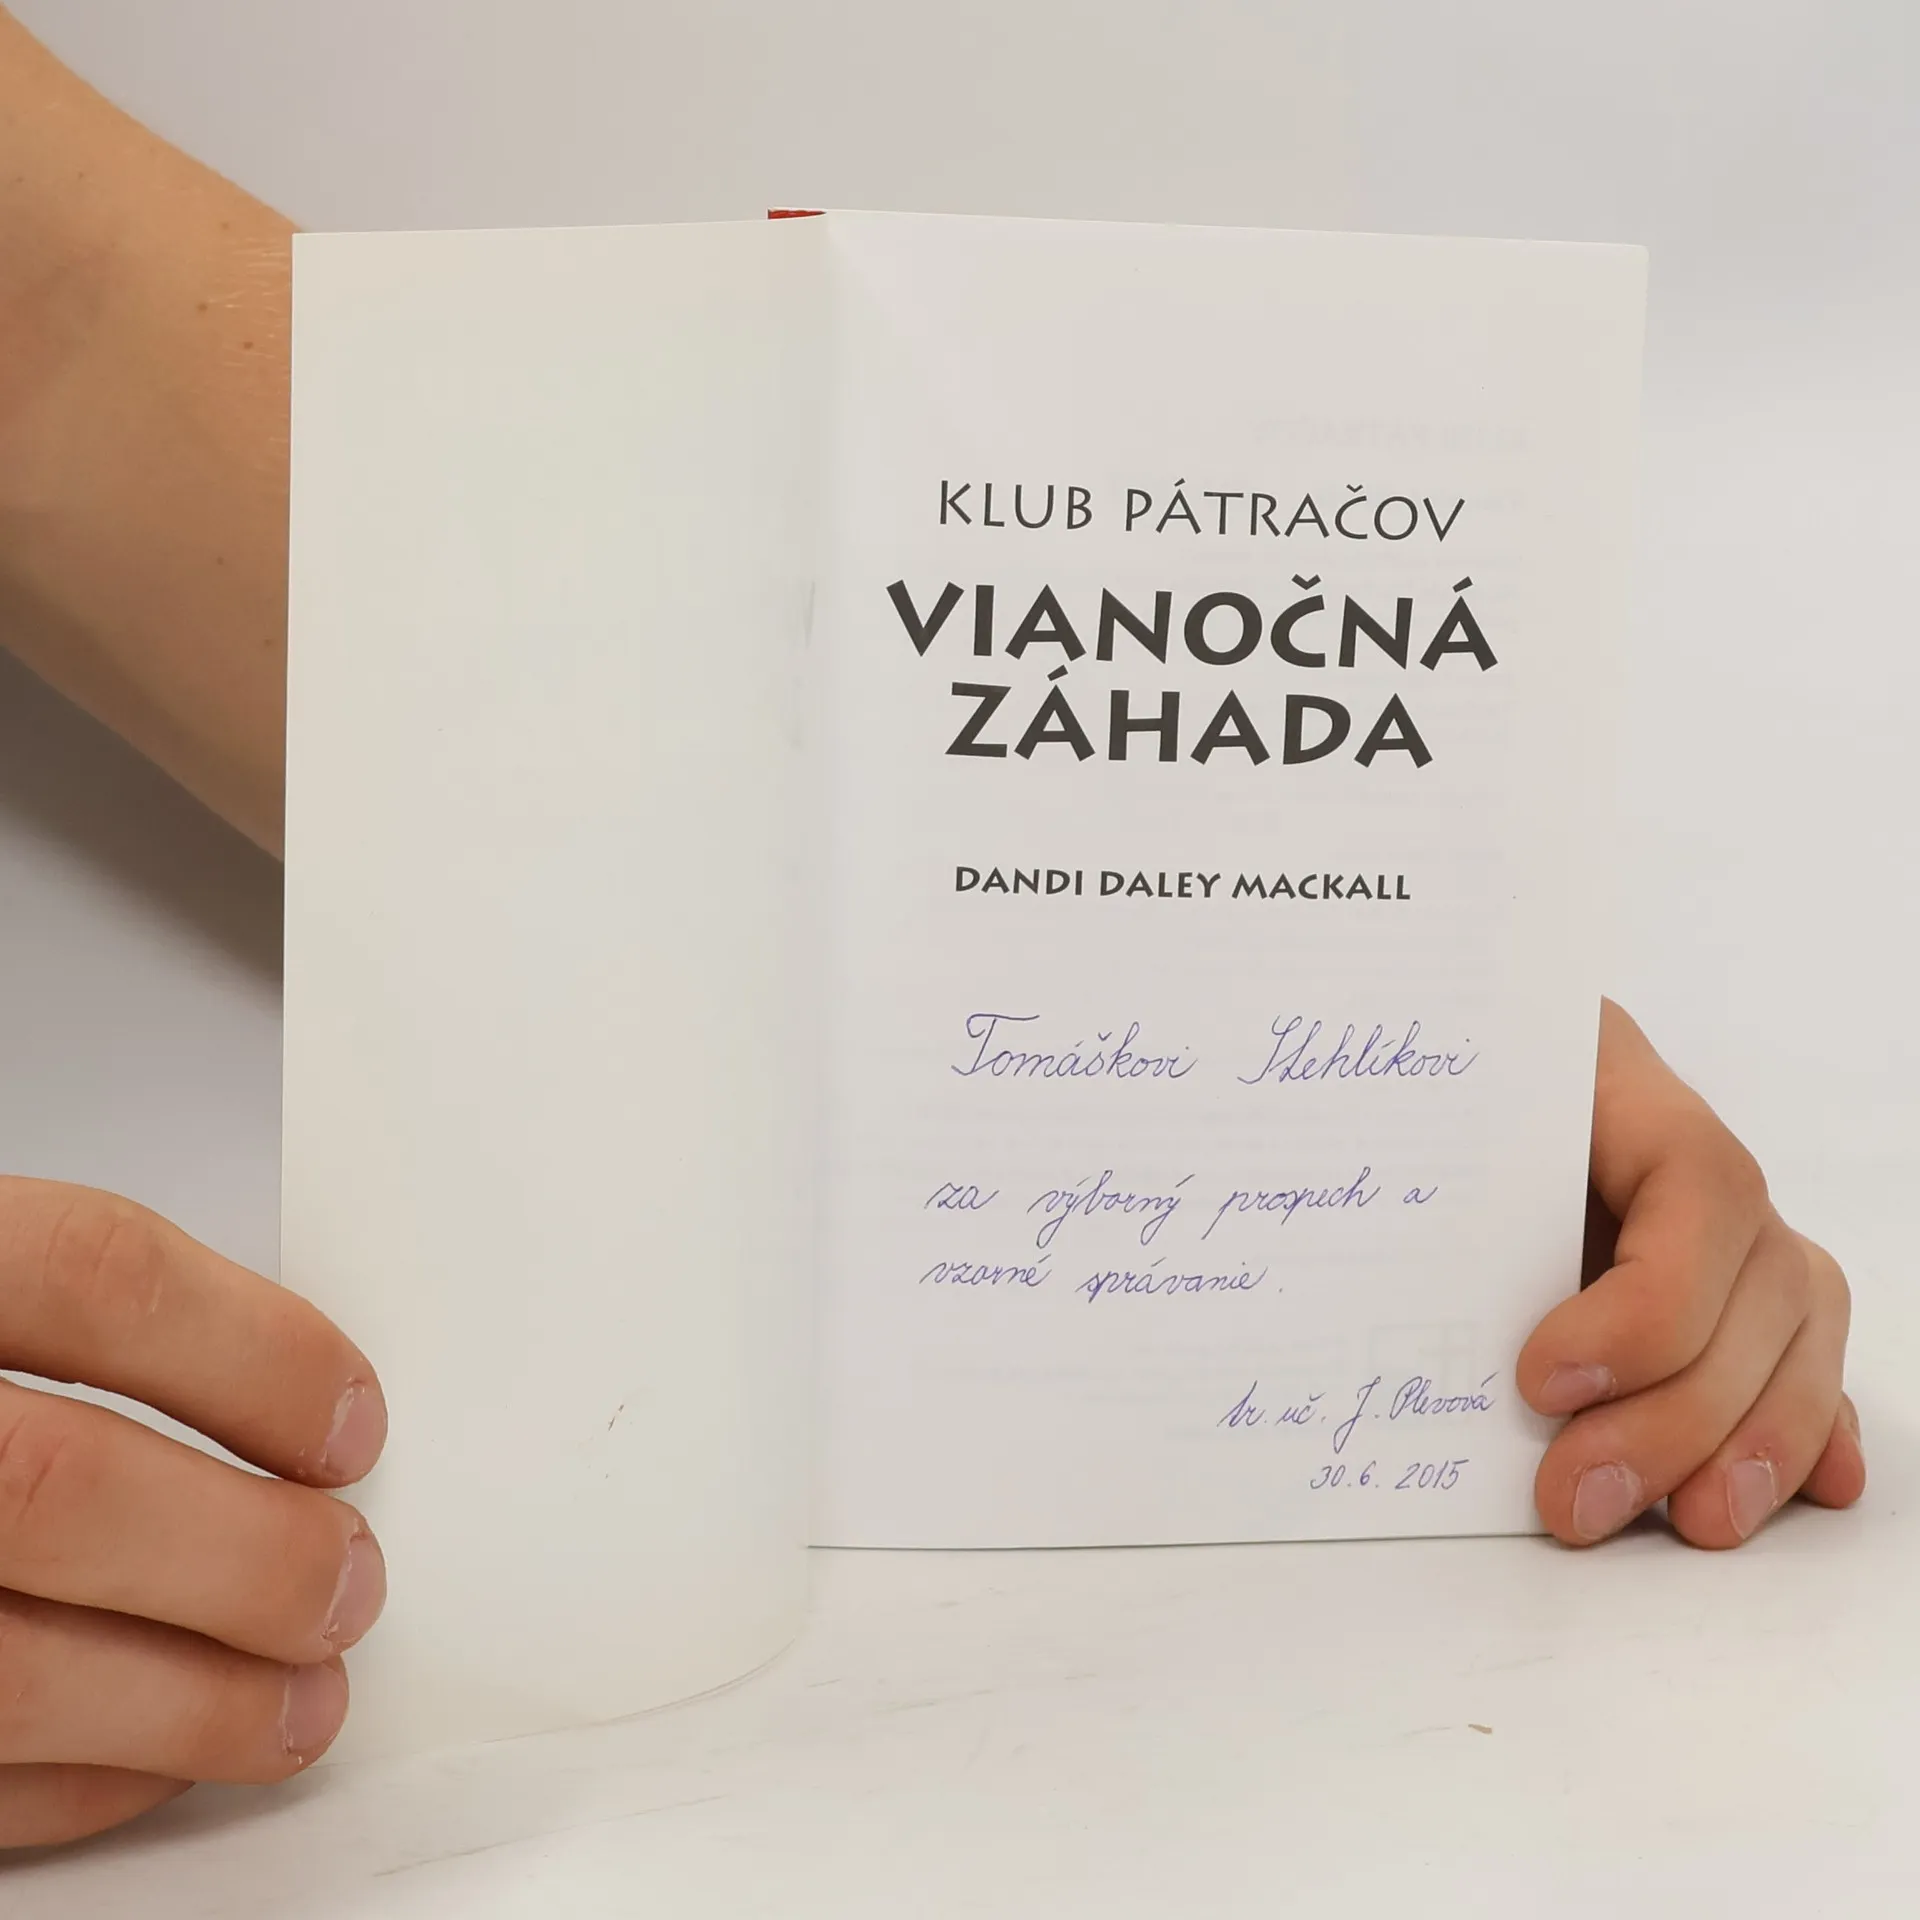 KLUB PÁTRAČOV
VIANOČNÁ
ZÁHADA
DANDI DALEY MACKALL
Tomáškovi Stehlíkovi
za výborný prospech a
vzorné správanie.
tr. uč. J. Plevová
30.6. 2015